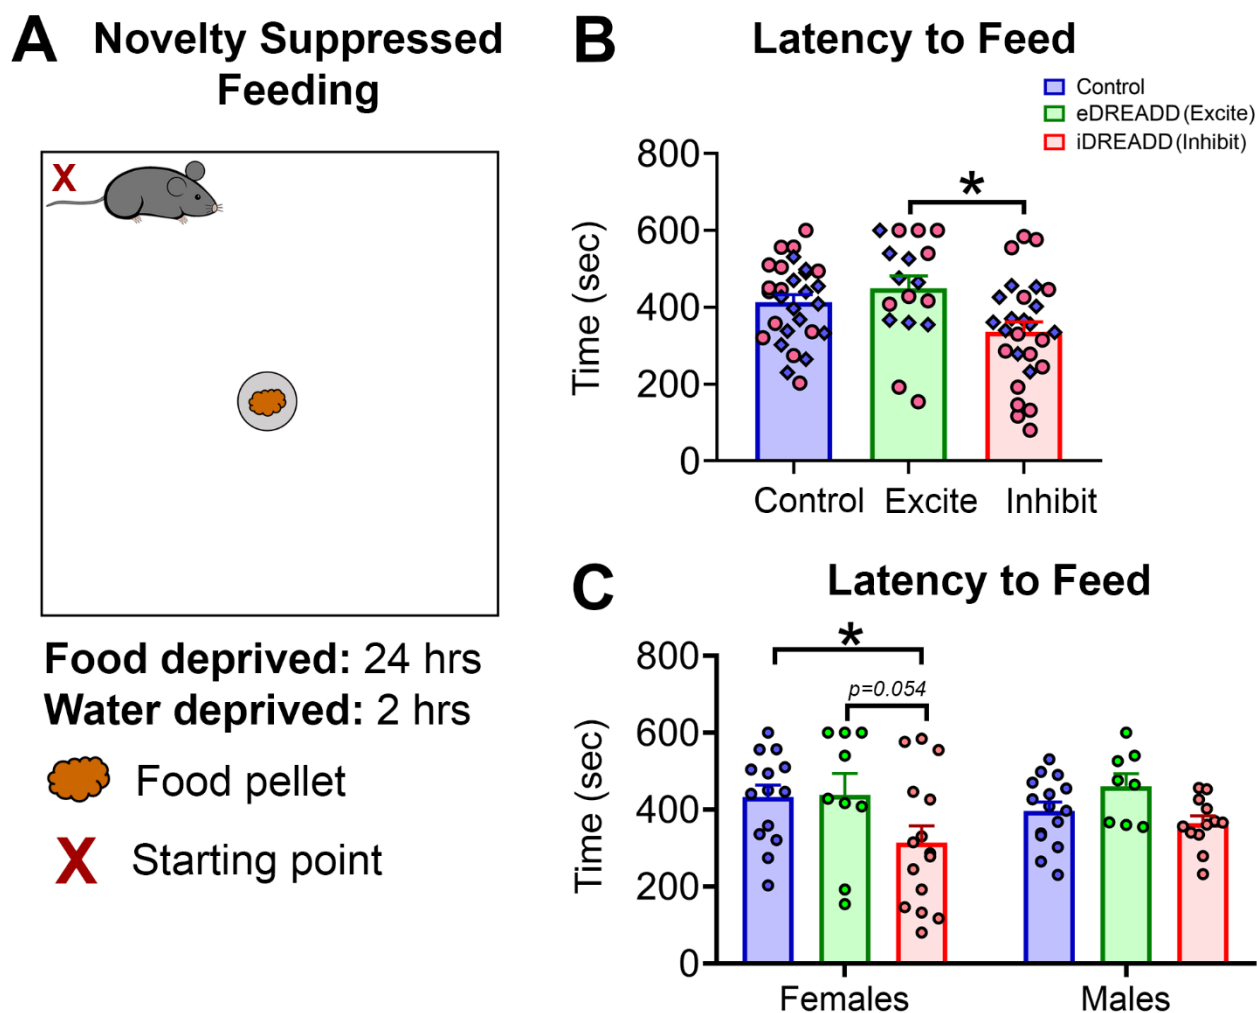 A Novelty Suppressed
Feeding
X
Food deprived: 24 hrs
Water deprived: 2 hrs
Food pellet
X Starting point
B Latency to Feed
Control
eDREADD (Excite)
iDREADD (Inhibit)
*
Time (sec)
800
600
400
200
0
Control Excite Inhibit
C Latency to Feed
*
p=0.054
Time (sec)
800
600
400
200
0
Females Males